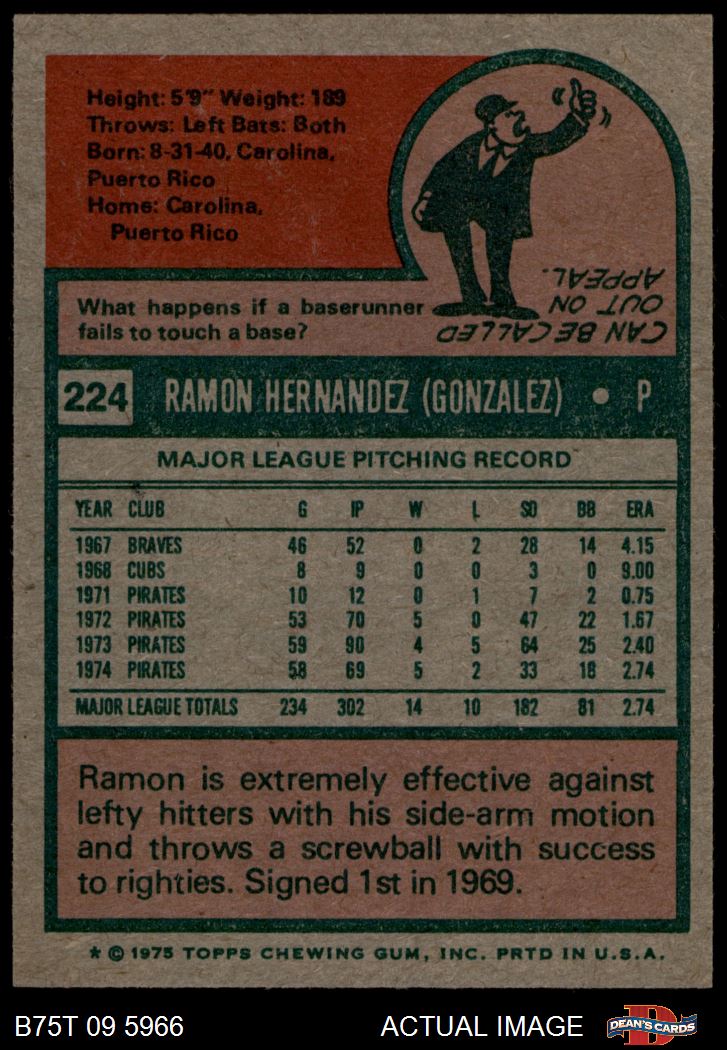 Height: 5'9" Weight: 189
Throws: Left Bats: Both
Born: 8-31-40, Carolina,
Puerto Rico
Home: Carolina,
Puerto Rico
What happens if a baserunner
fails to touch a base?
CAN BE CALLED
OUT ON
APPEAL.
224 RAMON HERNANDEZ (GONZALEZ) • P
MAJOR LEAGUE PITCHING RECORD
YEAR CLUB G IP W L SO BB ERA
1967 BRAVES 46 52 0 2 28 14 4.15
1968 CUBS 8 9 0 0 3 0 9.00
1971 PIRATES 10 12 0 1 7 2 0.75
1972 PIRATES 53 70 5 0 47 22 1.67
1973 PIRATES 59 90 4 5 64 25 2.40
1974 PIRATES 58 69 5 2 33 18 2.74
MAJOR LEAGUE TOTALS 234 302 14 10 182 81 2.74
Ramon is extremely effective against
lefty hitters with his side-arm motion
and throws a screwball with success
to righties. Signed 1st in 1969.
* © 1975 TOPPS CHEWING GUM, INC. PRTD IN U.S.A.
B75T 09 5966 ACTUAL IMAGE DEAN'S CARDS